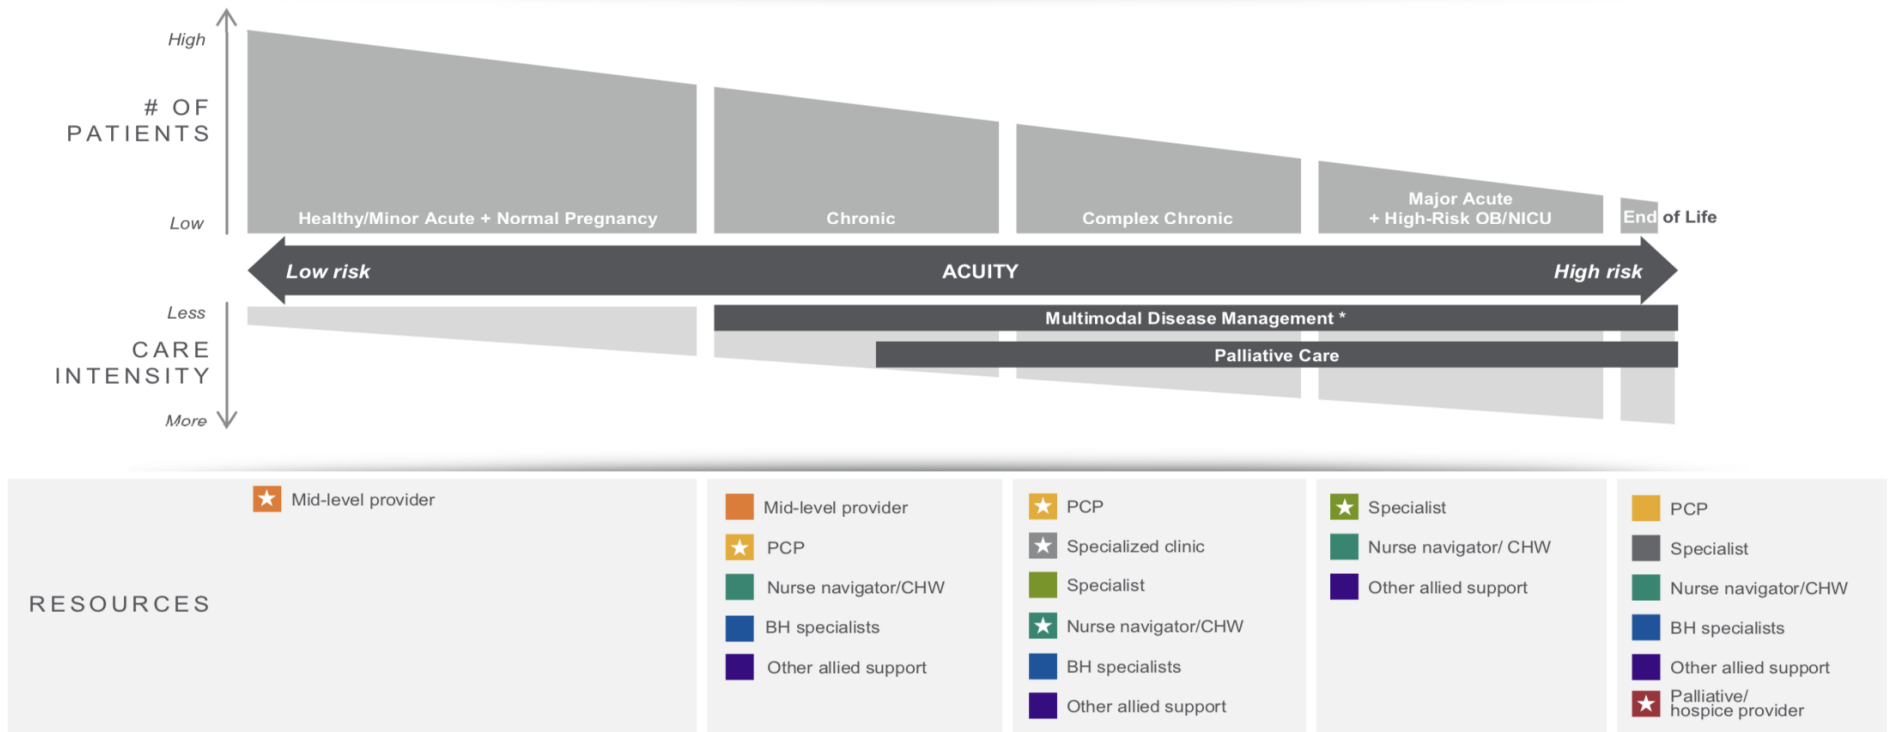 High
# OF
PATIENTS
Low
Healthy/Minor Acute + Normal Pregnancy
Chronic
Complex Chronic
Major Acute
+ High-Risk OB/NICU
End of Life
Low risk
ACUITY
High risk
Less
CARE
INTENSITY
More
Multimodal Disease Management *
Palliative Care
RESOURCES
Mid-level provider
Mid-level provider
PCP
Nurse navigator/CHW
BH specialists
Other allied support
PCP
Specialized clinic
Specialist
Nurse navigator/CHW
BH specialists
Other allied support
Specialist
Nurse navigator/ CHW
Other allied support
PCP
Specialist
Nurse navigator/CHW
BH specialists
Other allied support
Palliative/
hospice provider